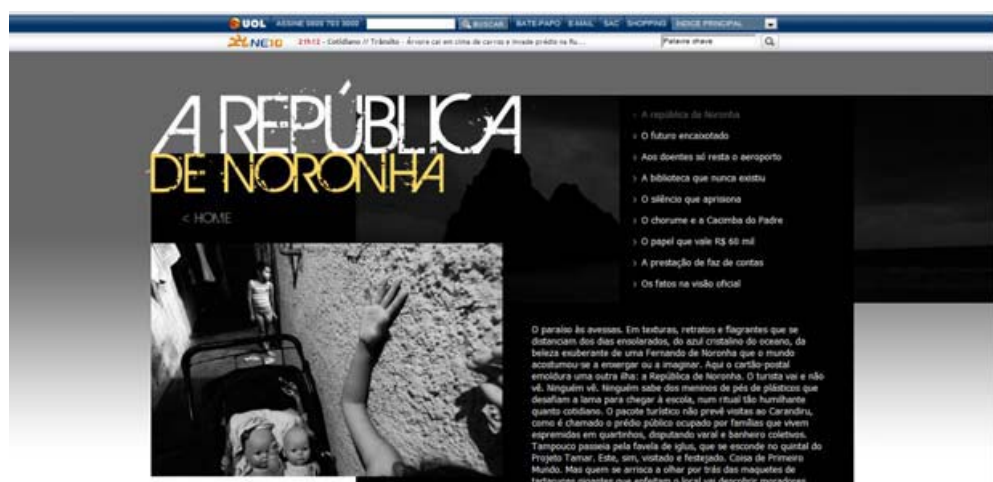 UOL ASSINE 0800 703 3000 BUSCAR BATE-PAPO E-MAIL SAC SHOPPING ÍNDICE PRINCIPAL
NE10 21h12 - Cotidiano // Trânsito - Árvore cai em cima de carros e invade prédio na Ru... Palavra chave
A REPÚBLICA
DE NORONHA
< HOME
› A república de Noronha
› O futuro encaixotado
› Aos doentes só resta o aeroporto
› A biblioteca que nunca existiu
› O silêncio que aprisiona
› O chorume e a Cacimba do Padre
› O papel que vale R$ 60 mil
› A prestação de faz de contas
› Os fatos na visão oficial
O paraíso às avessas. Em texturas, retratos e flagrantes que se
distanciam dos dias ensolarados, do azul cristalino do oceano, da
beleza exuberante de uma Fernando de Noronha que o mundo
acostumou-se a enxergar ou a imaginar. Aqui o cartão-postal
emoldura uma outra ilha: a República de Noronha. O turista vai e não
vê. Ninguém vê. Ninguém sabe dos meninos de pés de plásticos que
desafiam a lama para chegar à escola, num ritual tão humilhante
quanto cotidiano. O pacote turístico não prevê visitas ao Carandiru,
como é chamado o prédio público ocupado por famílias que vivem
espremidas em quartinhos, disputando varal e banheiro coletivos.
Tampouco passeia pela favela de iglus, que se esconde no quintal do
Projeto Tamar. Este, sim, visitado e festejado. Coisa de Primeiro
Mundo. Mas quem se arrisca a olhar por trás das maquetes de
tartarugas gigantes que enfeitam o local vai descobrir moradores